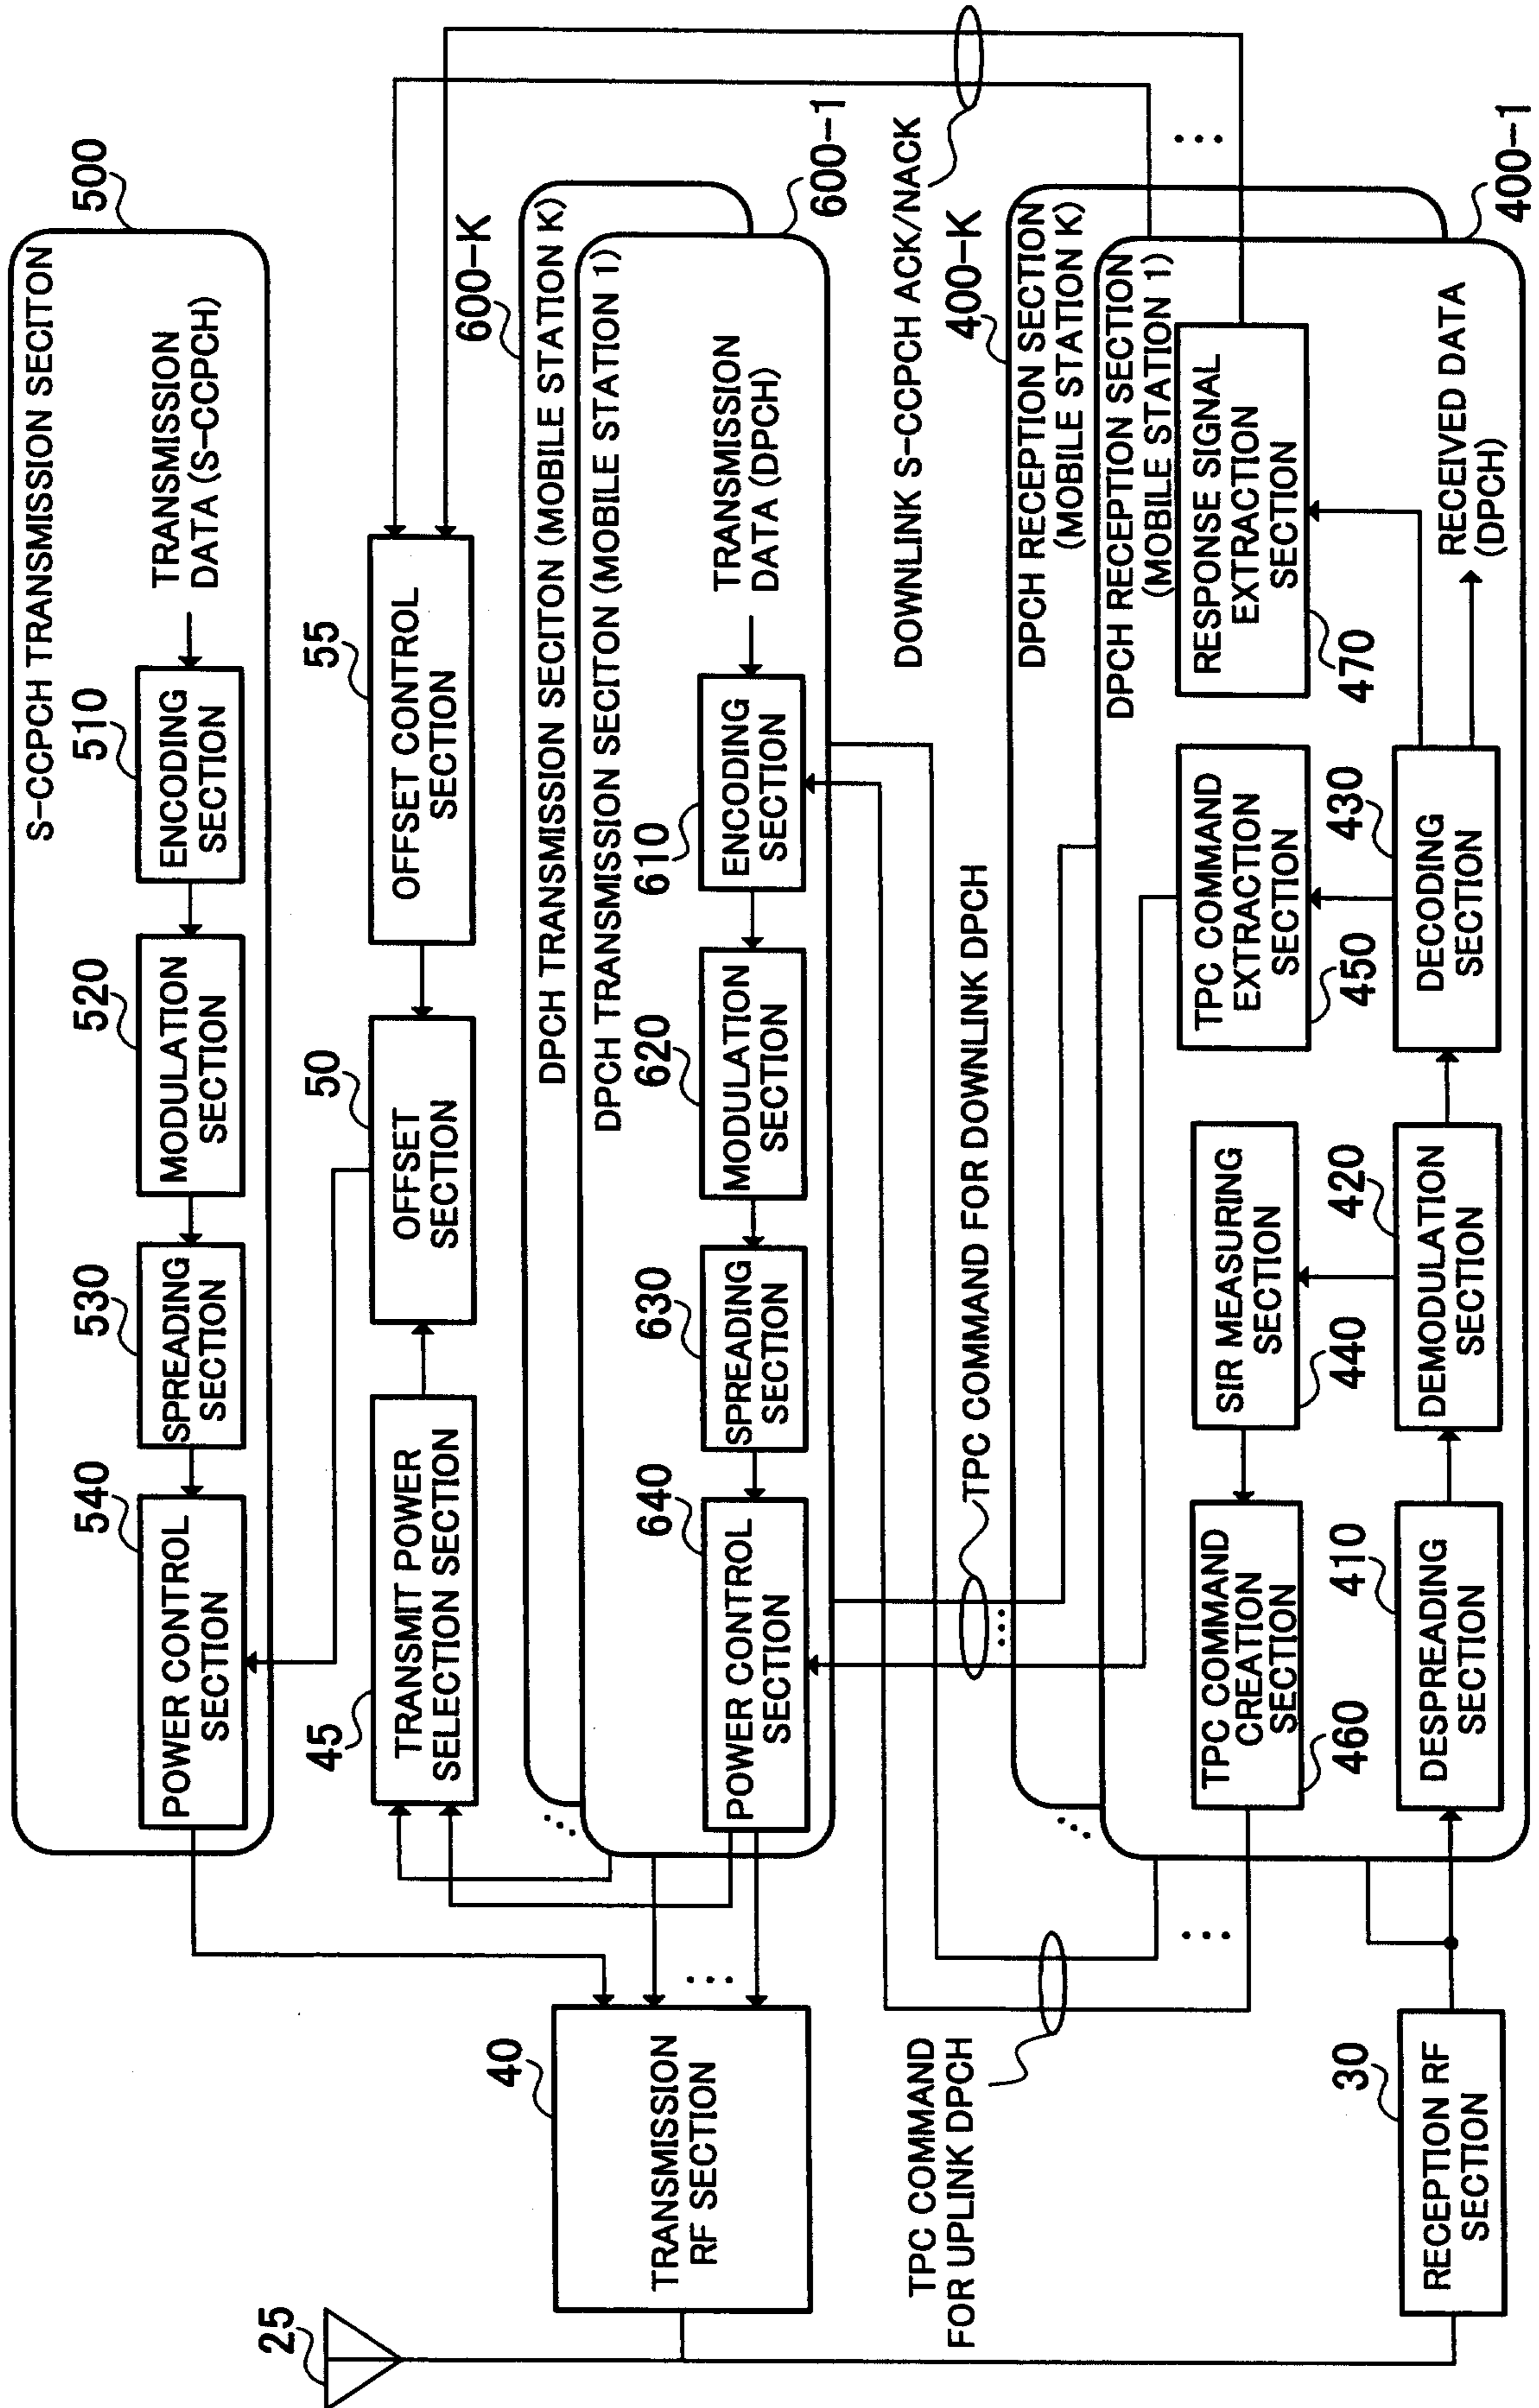 S-CCPCH TRANSMISSION SECITON
500
TRANSMISSION
DATA (S-CCPCH)
510
ENCODING
SECTION
520
MODULATION
SECTION
530
SPREADING
SECTION
540
POWER CONTROL
SECTION
55
OFFSET CONTROL
SECTION
50
OFFSET
SECTION
45
TRANSMIT POWER
SELECTION SECTION
600-K
DPCH TRANSMISSION SECITON (MOBILE STATION K)
DPCH TRANSMISSION SECITON (MOBILE STATION 1)
600-1
TRANSMISSION
DATA (DPCH)
610
ENCODING
SECTION
620
MODULATION
SECTION
630
SPREADING
SECTION
640
POWER CONTROL
SECTION
40
TRANSMISSION
RF SECTION
25
DOWNLINK S-CCPCH ACK/NACK
TPC COMMAND FOR DOWNLINK DPCH
TPC COMMAND
FOR UPLINK DPCH
400-K
DPCH RECEPTION SECTION
(MOBILE STATION K)
DPCH RECEPTION SECTION
(MOBILE STATION 1)
400-1
RESPONSE SIGNAL
EXTRACTION
SECTION
470
TPC COMMAND
EXTRACTION
SECTION
450
SIR MEASURING
SECTION
440
TPC COMMAND
CREATION
SECTION
460
RECEIVED DATA
(DPCH)
430
DECODING
SECTION
420
DEMODULATION
SECTION
410
DESPREADING
SECTION
30
RECEPTION RF
SECTION